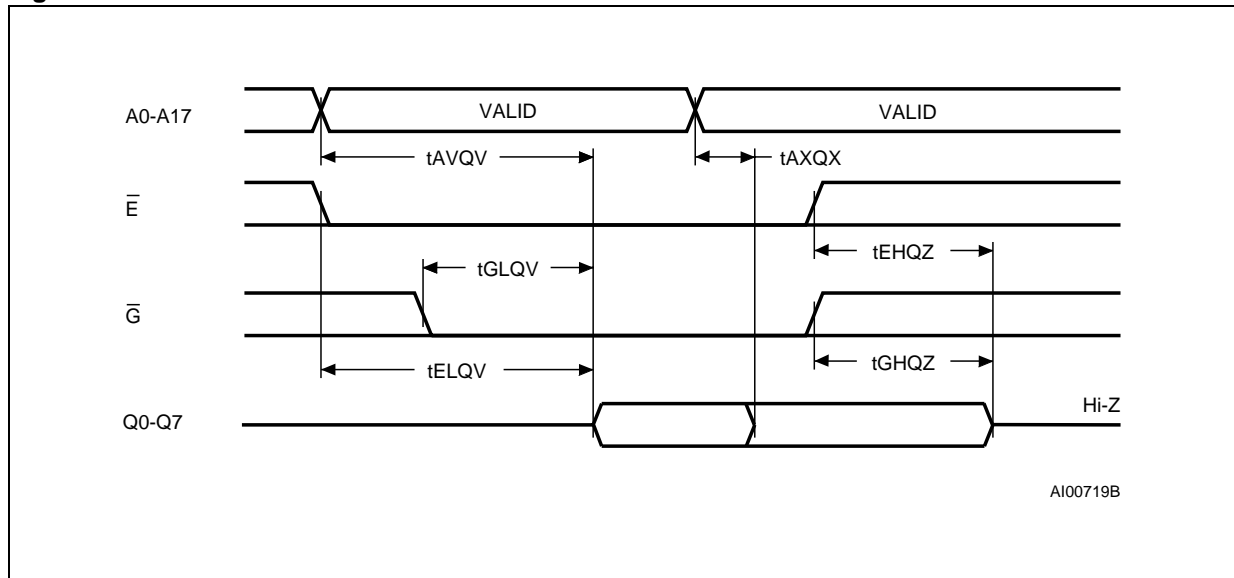 A0-A17
VALID
VALID
tAVQV
tAXQX
E̅
tEHQZ
tGLQV
G̅
tGHQZ
tELQV
Q0-Q7
Hi-Z
AI00719B